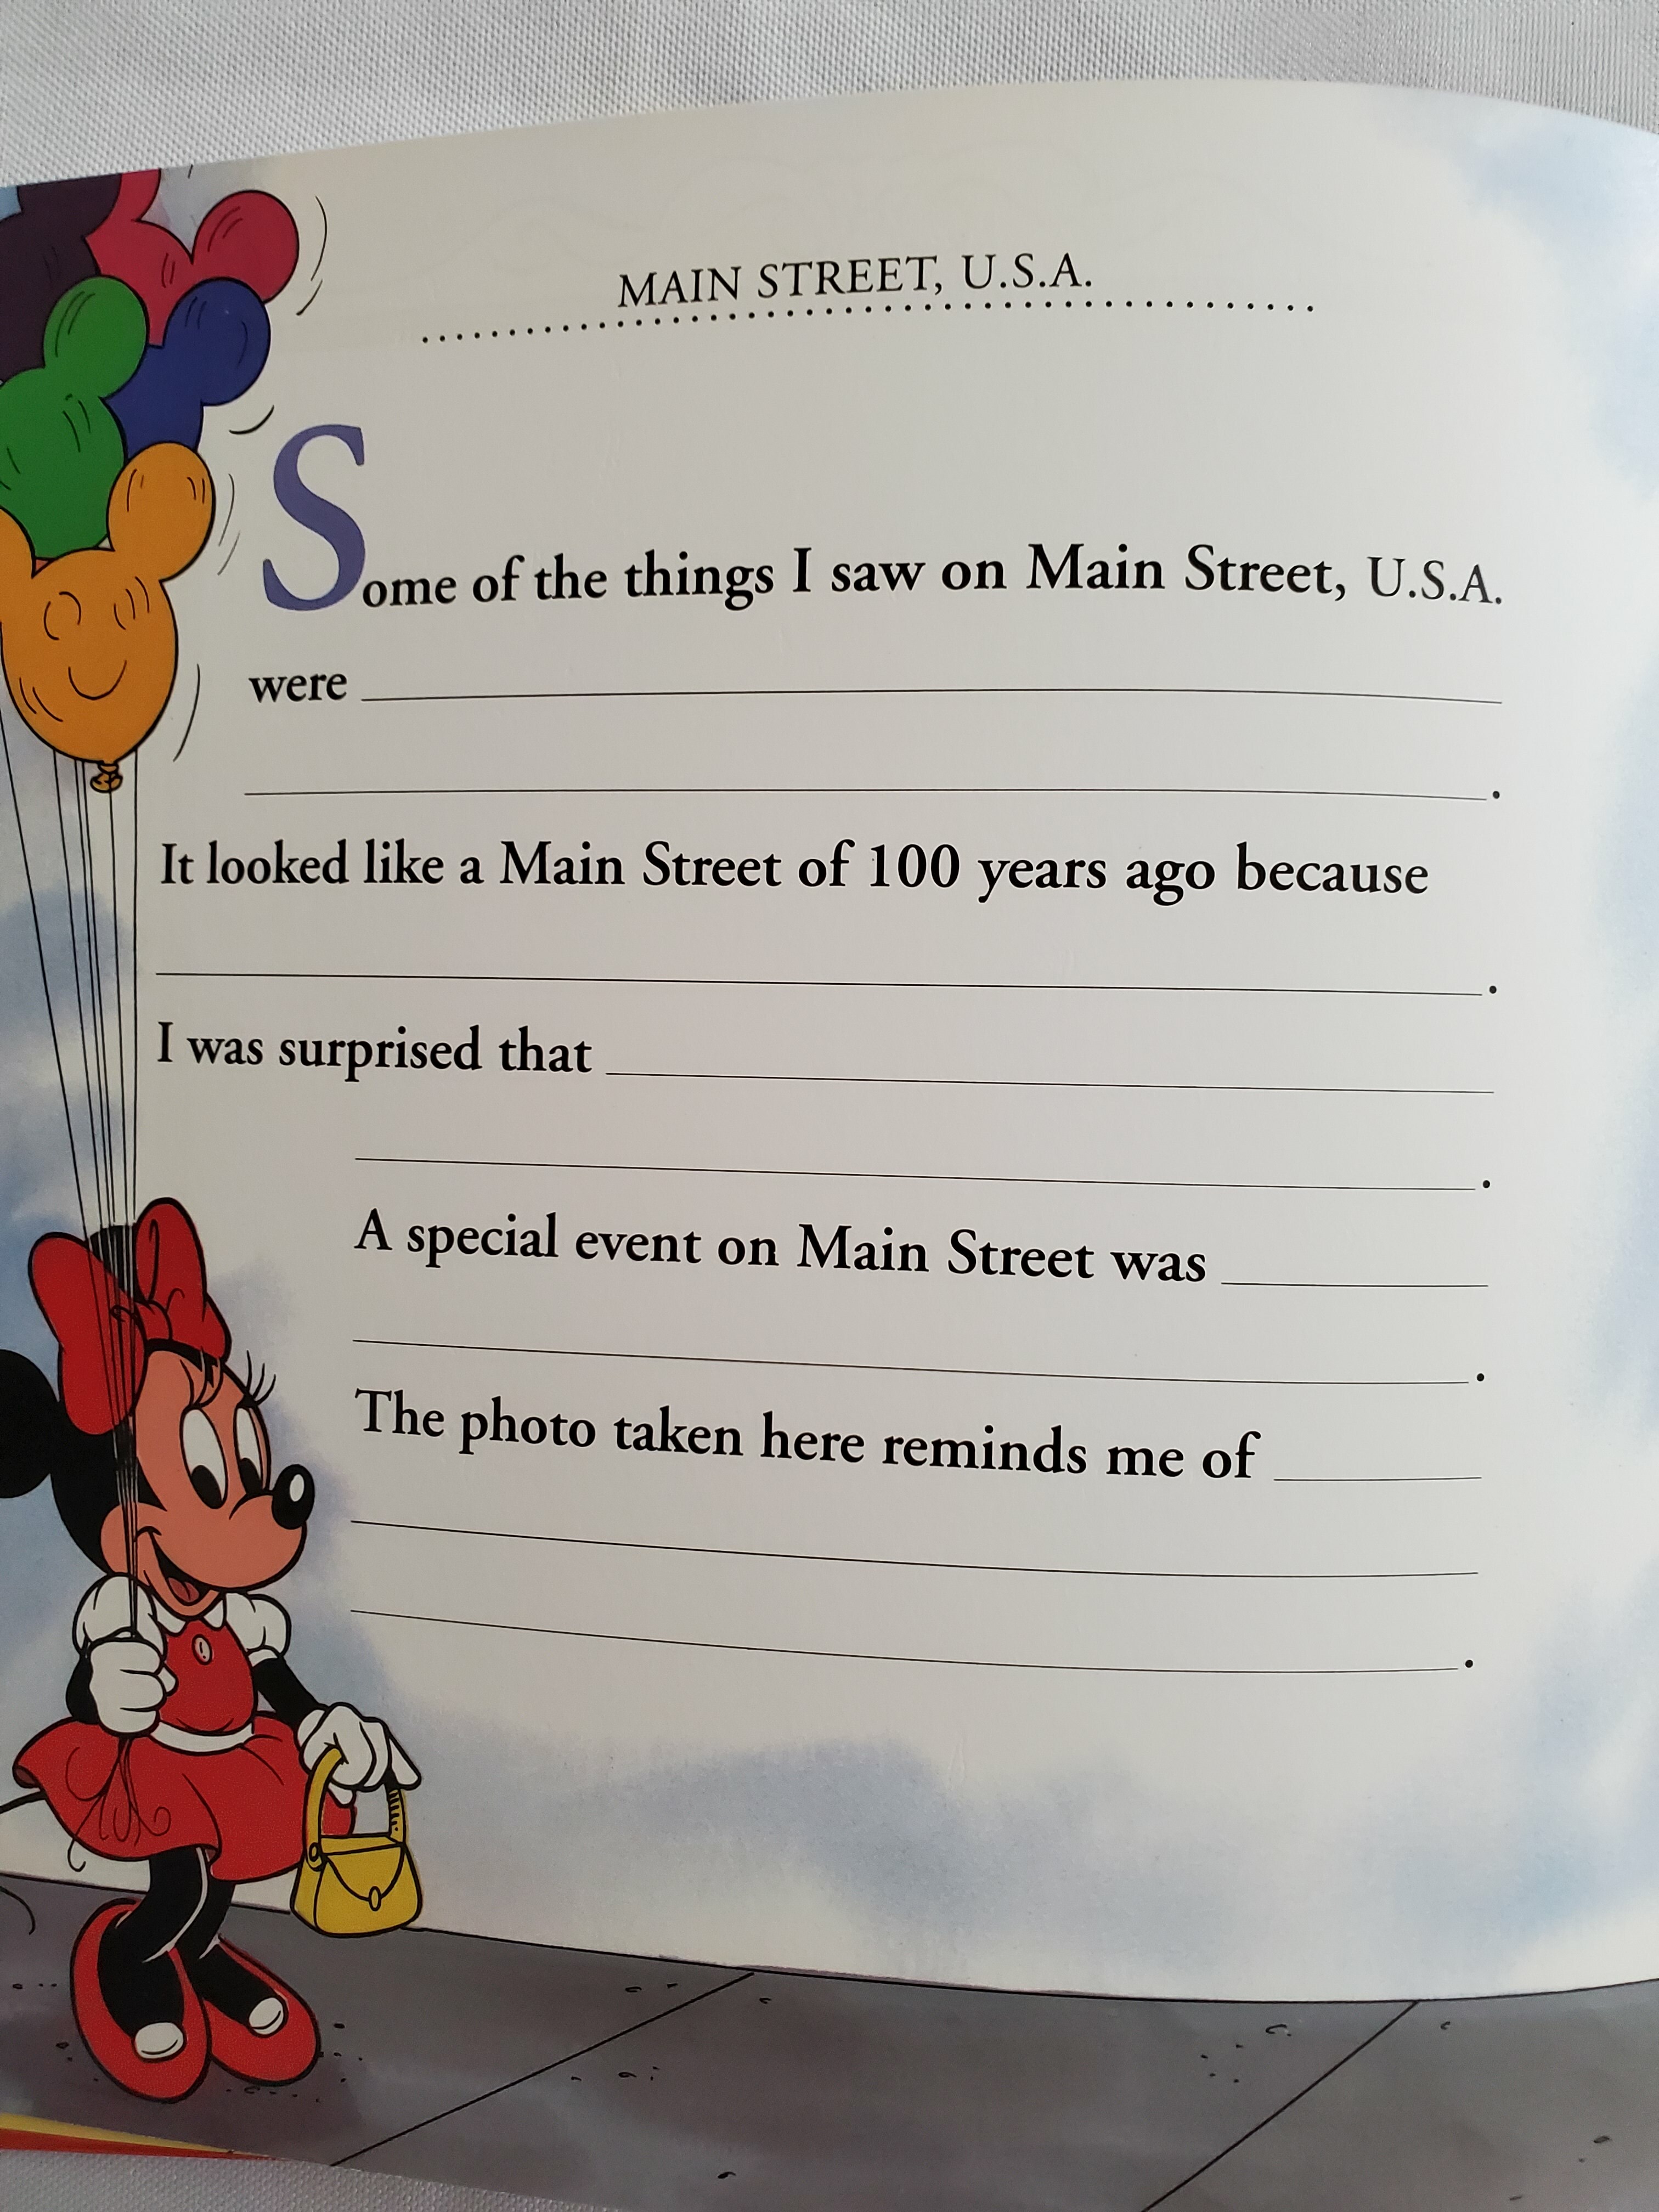 MAIN STREET, U.S.A.
Some of the things I saw on Main Street, U.S.A.
were
.
It looked like a Main Street of 100 years ago because
.
I was surprised that
.
A special event on Main Street was
.
The photo taken here reminds me of
.